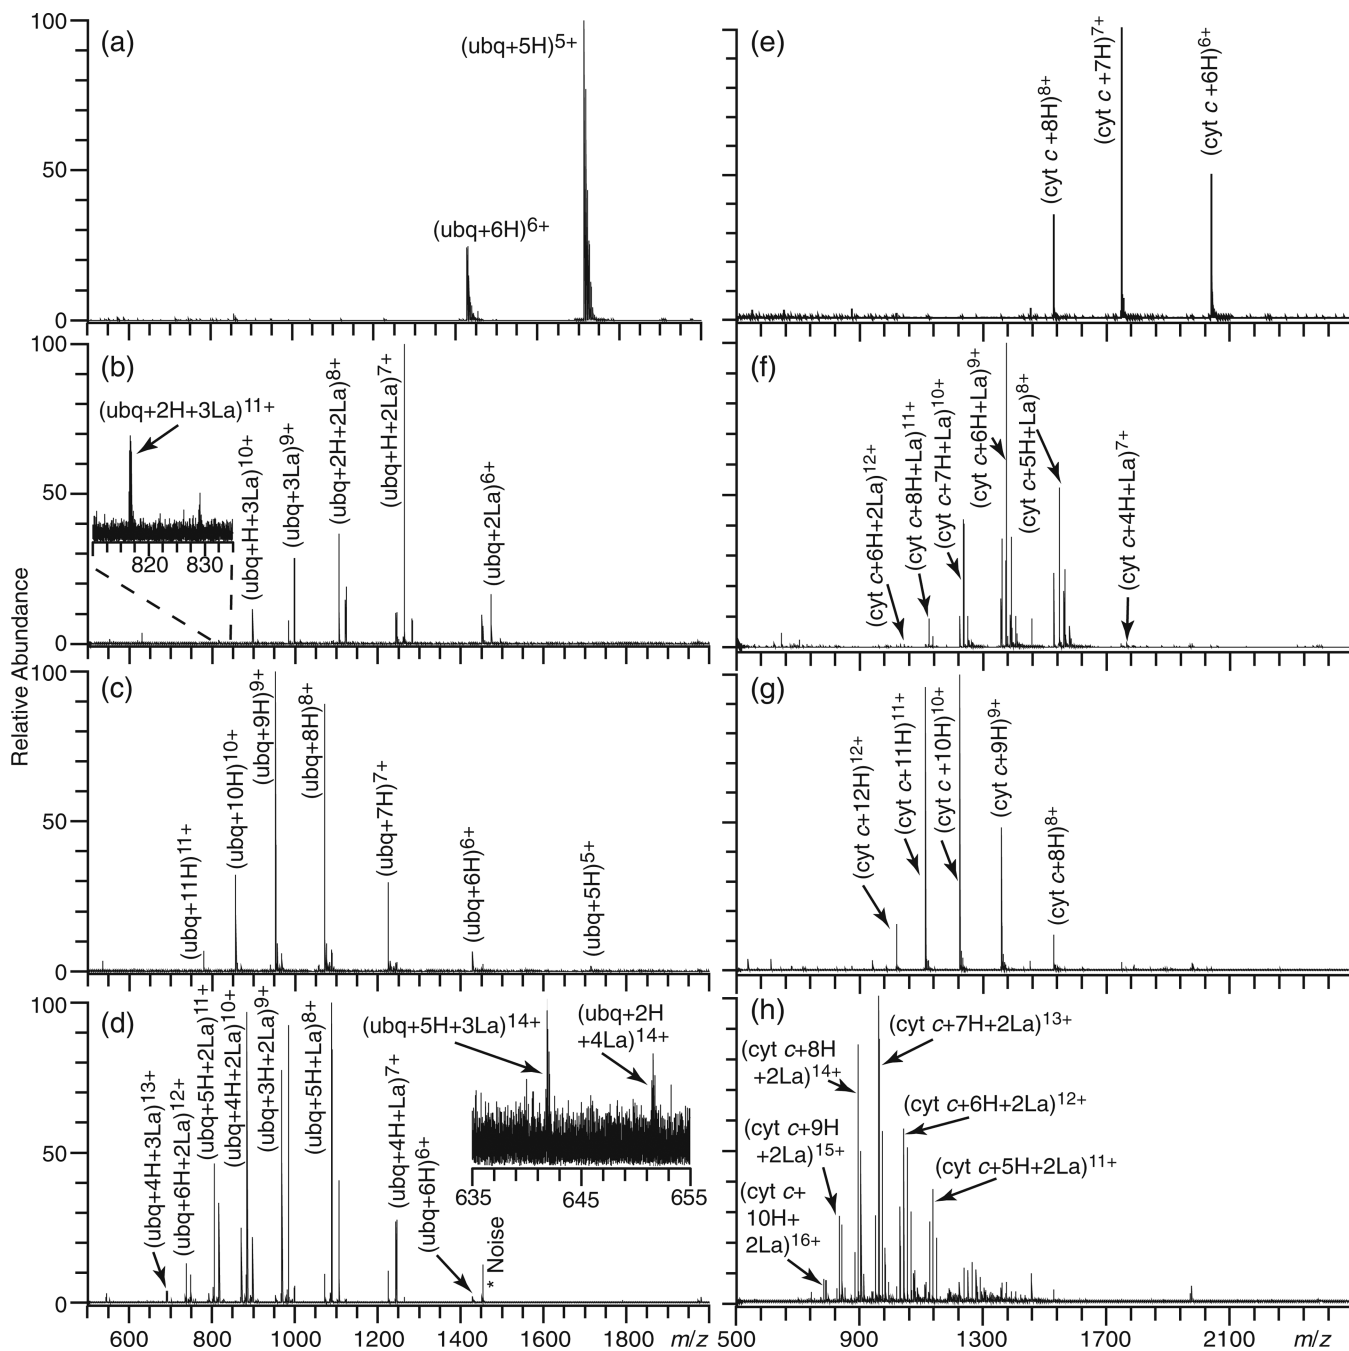 Relative Abundance
100
50
0
(a)
(ubq+5H)5+
(ubq+6H)6+
100
50
0
(b)
(ubq+2H+3La)11+
820 830
(ubq+H+3La)10+
(ubq+3La)9+
(ubq+2H+2La)8+
(ubq+H+2La)7+
(ubq+2La)6+
100
50
0
(c)
(ubq+11H)11+
(ubq+10H)10+
(ubq+9H)9+
(ubq+8H)8+
(ubq+7H)7+
(ubq+6H)6+
(ubq+5H)5+
100
50
0
(d)
(ubq+4H+3La)13+
(ubq+6H+2La)12+
(ubq+5H+2La)11+
(ubq+4H+2La)10+
(ubq+3H+2La)9+
(ubq+5H+La)8+
(ubq+4H+La)7+
(ubq+6H)6+
* Noise
(ubq+5H+3La)14+
(ubq+2H
+4La)14+
635 645 655
600 800 1000 1200 1400 1600 1800 m/z
(e)
(cyt c +8H)8+
(cyt c +7H)7+
(cyt c +6H)6+
(f)
(cyt c+6H+2La)12+
(cyt c+8H+La)11+
(cyt c+7H+La)10+
(cyt c+6H+La)9+
(cyt c+5H+La)8+
(cyt c+4H+La)7+
(g)
(cyt c+12H)12+
(cyt c+11H)11+
(cyt c +10H)10+
(cyt c+9H)9+
(cyt c+8H)8+
(h)
(cyt c+7H+2La)13+
(cyt c+8H
+2La)14+
(cyt c+6H+2La)12+
(cyt c+9H
+2La)15+
(cyt c+5H+2La)11+
(cyt c+
10H+
2La)16+
500 900 1300 1700 2100 m/z